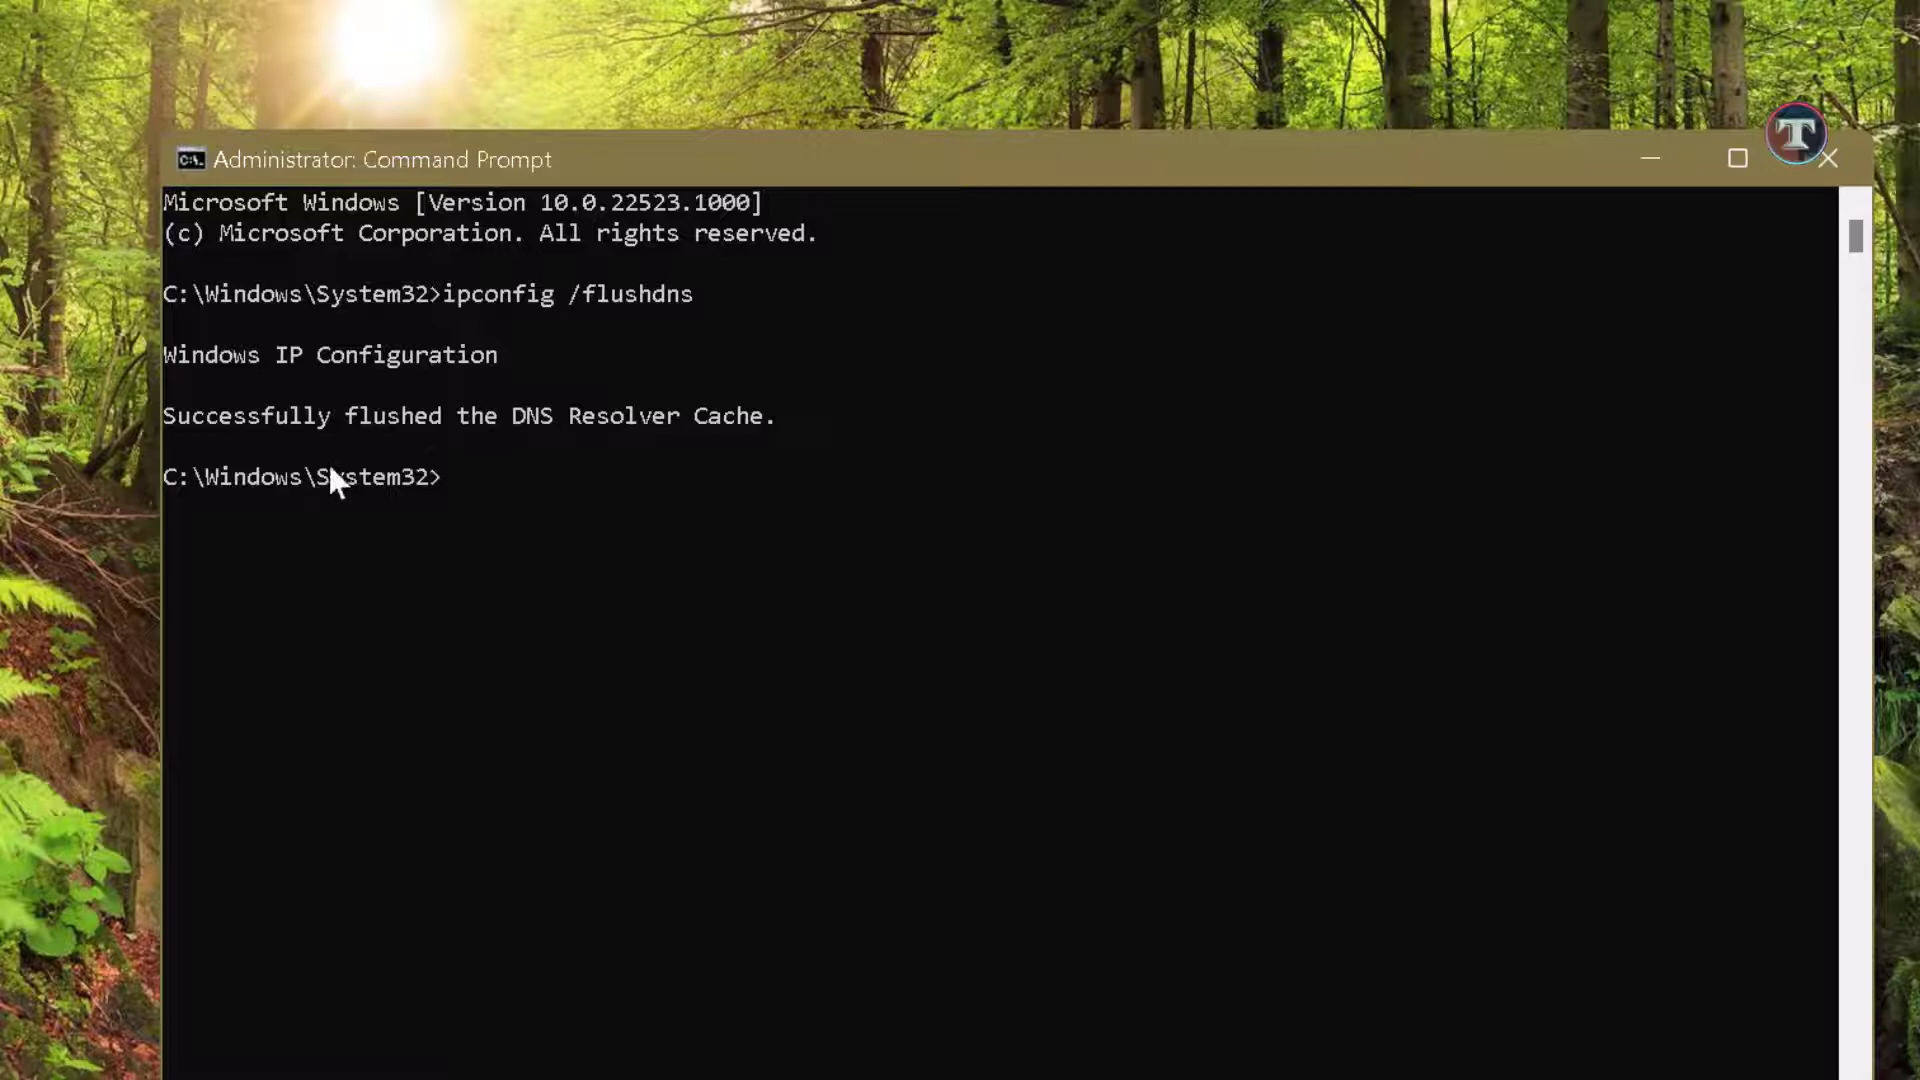 T
Administrator: Command Prompt
Microsoft Windows [Version 10.0.22523.1000]
(c) Microsoft Corporation. All rights reserved.
C:\Windows\System32>ipconfig /flushdns
Windows IP Configuration
Successfully flushed the DNS Resolver Cache.
C:\Windows\System32>